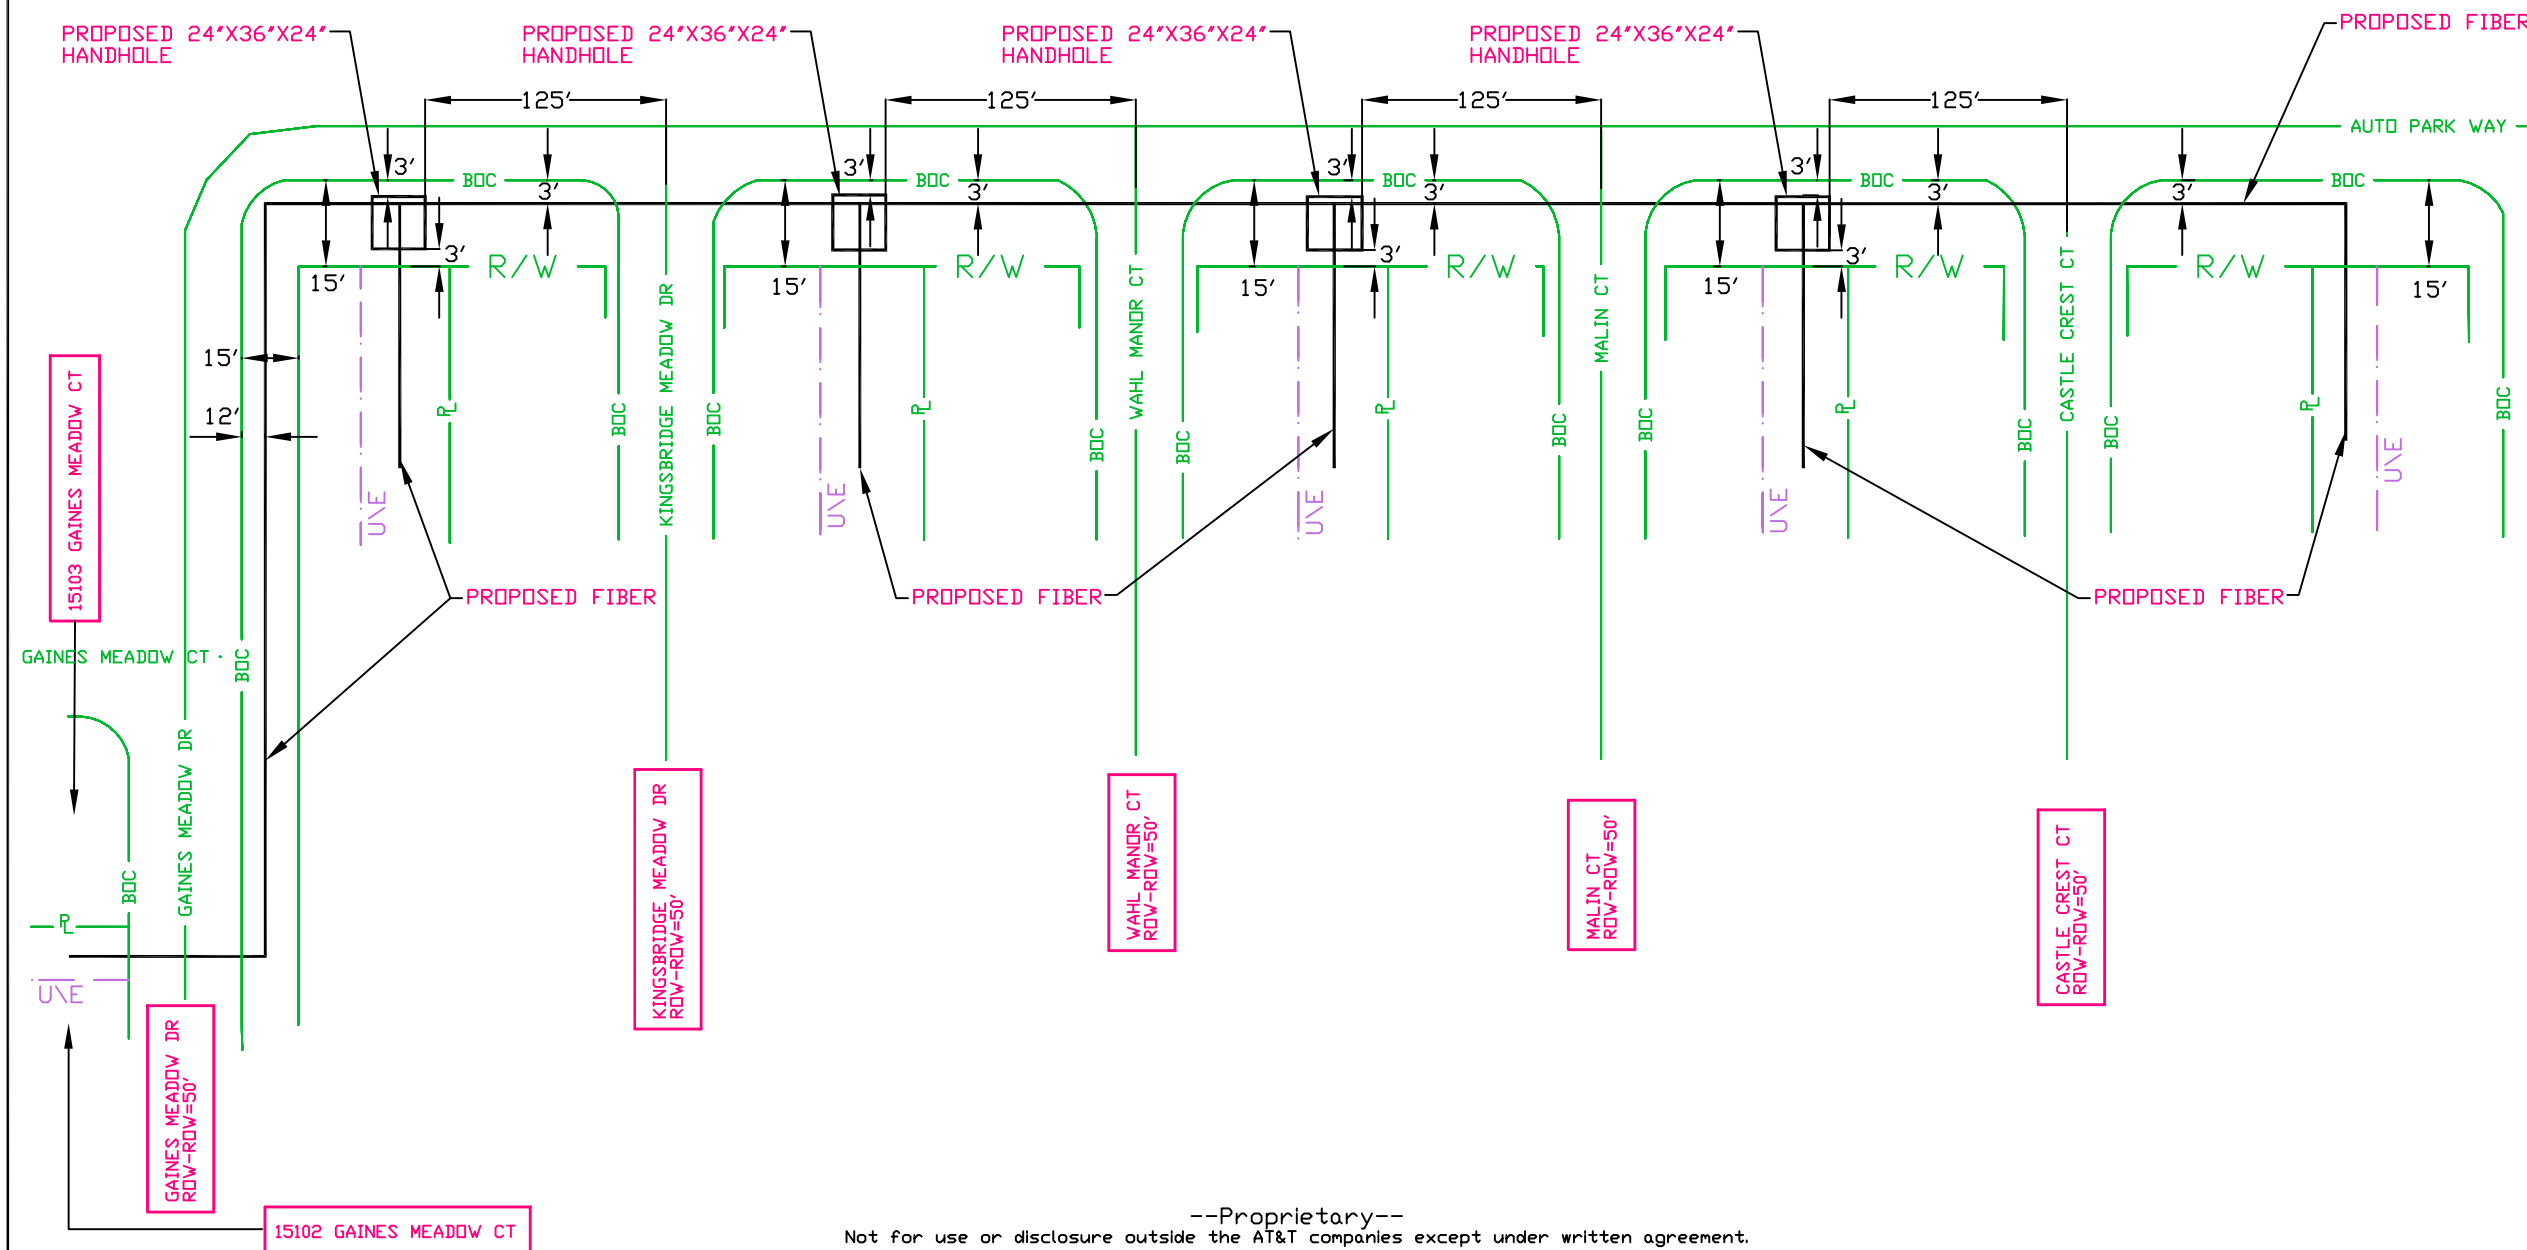 PROPOSED 24"X36"X24"
HANDHOLE
PROPOSED 24"X36"X24"
HANDHOLE
PROPOSED 24"X36"X24"
HANDHOLE
PROPOSED 24"X36"X24"
HANDHOLE
PROPOSED FIBER
125'
125'
125'
125'
AUTO PARK WAY
3'
3'
3'
3'
BOC
BOC
BOC
BOC
BOC
3'
3'
3'
3'
3'
3'
3'
3'
R/W
R/W
R/W
R/W
R/W
15'
15'
15'
15'
15'
15'
12'
PL
PL
PL
PL
PL
BOC
BOC
BOC
BOC
BOC
BOC
BOC
BOC
BOC
KINGSBRIDGE MEADOW DR
WAHL MANOR CT
MALIN CT
CASTLE CREST CT
U\E
U\E
U\E
U\E
U\E
15103 GAINES MEADOW CT
PROPOSED FIBER
PROPOSED FIBER
PROPOSED FIBER
GAINES MEADOW CT
BOC
GAINES MEADOW DR
BOC
PL
U\E
KINGSBRIDGE MEADOW DR
ROW-ROW=50'
WAHL MANOR CT
ROW-ROW=50'
MALIN CT
ROW-ROW=50'
CASTLE CREST CT
ROW-ROW=50'
GAINES MEADOW DR
ROW-ROW=50'
15102 GAINES MEADOW CT
--Proprietary--
Not for use or disclosure outside the AT&T companies except under written agreement.